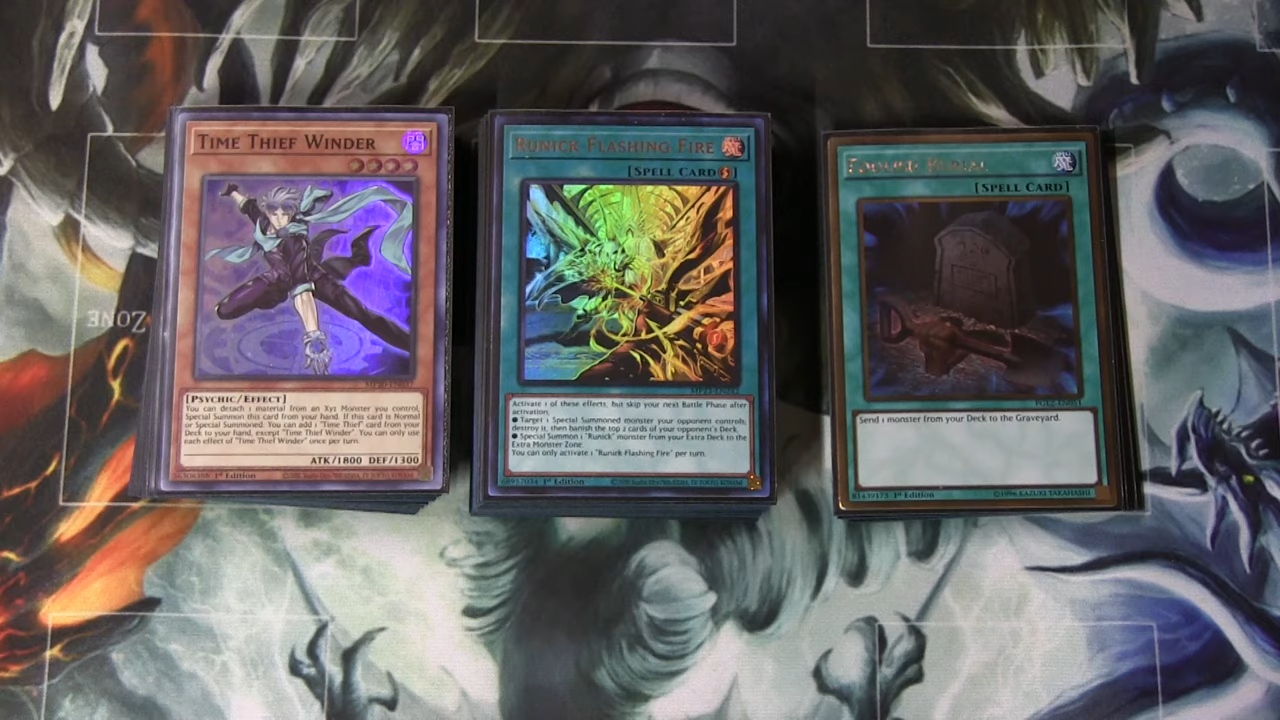 TIME THIEF WINDER
闇
[PSYCHIC/EFFECT]
You can detach 1 material from an Xyz Monster you control,
Special Summon this card from your hand. If this card is Normal
or Special Summoned: You can add 1 "Time Thief" card from your
Deck to your hand, except "Time Thief Winder". You can only use
each effect of "Time Thief Winder" once per turn.
ATK/1800 DEF/1300
1st Edition
RUNICK FLASHING FIRE
魔
[SPELL CARD]
Activate 1 of these effects, but skip your next Battle Phase after
activation;
● Target 1 Special Summoned monster your opponent controls;
destroy it, then banish the top 2 cards of your opponent's Deck.
● Special Summon 1 "Runick" monster from your Extra Deck to the
Extra Monster Zone.
You can only activate 1 "Runick Flashing Fire" per turn.
68957034 1st Edition
FOOLISH BURIAL
魔
[SPELL CARD]
Send 1 monster from your Deck to the Graveyard.
81439173 1st Edition
©1996 KAZUKI TAKAHASHI
ZONE